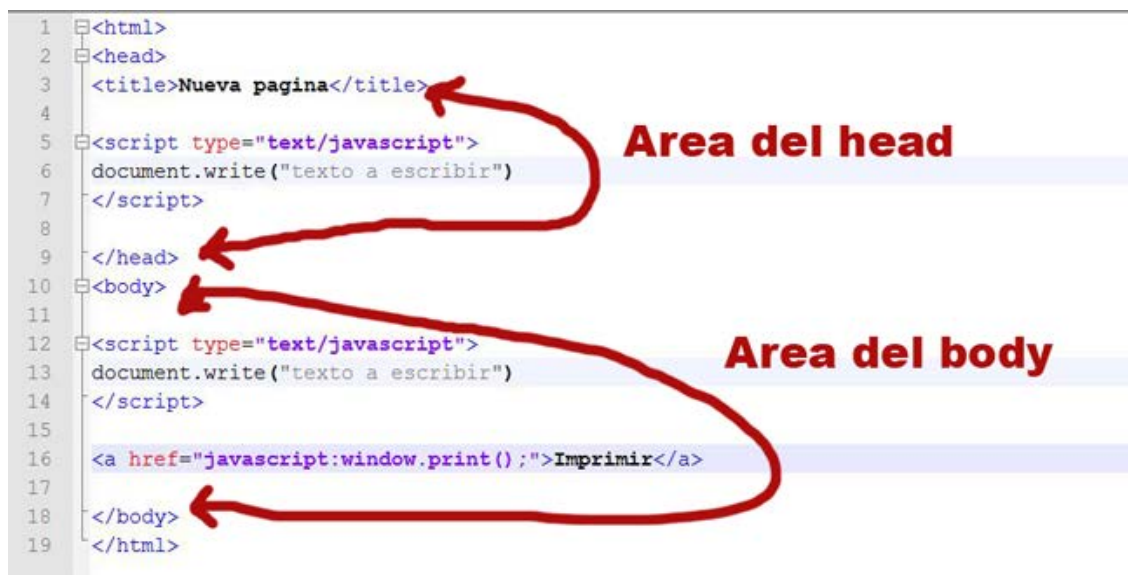 1 <html>
2 <head>
3 <title>Nueva pagina</title>
4
5 <script type="text/javascript">
Area del head
6 document.write("texto a escribir")
7 </script>
8
9 </head>
10 <body>
11
12 <script type="text/javascript">
Area del body
13 document.write("texto a escribir")
14 </script>
15
16 <a href="javascript:window.print();">Imprimir</a>
17
18 </body>
19 </html>